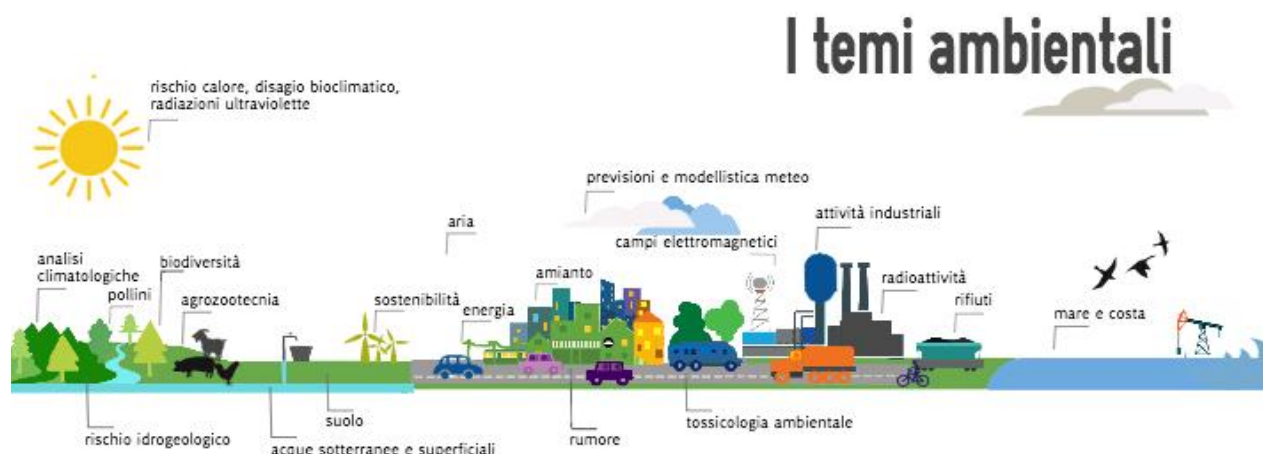 I temi ambientali
rischio calore, disagio bioclimatico,
radiazioni ultraviolette
previsioni e modellistica meteo
aria
attività industriali
campi elettromagnetici
analisi
climatologiche
biodiversità
pollini
agrozootecnia
sostenibilità
energia
amianto
radioattività
rifiuti
mare e costa
suolo
tossicologia ambientale
rischio idrogeologico
rumore
acque sotterranee e superficiali